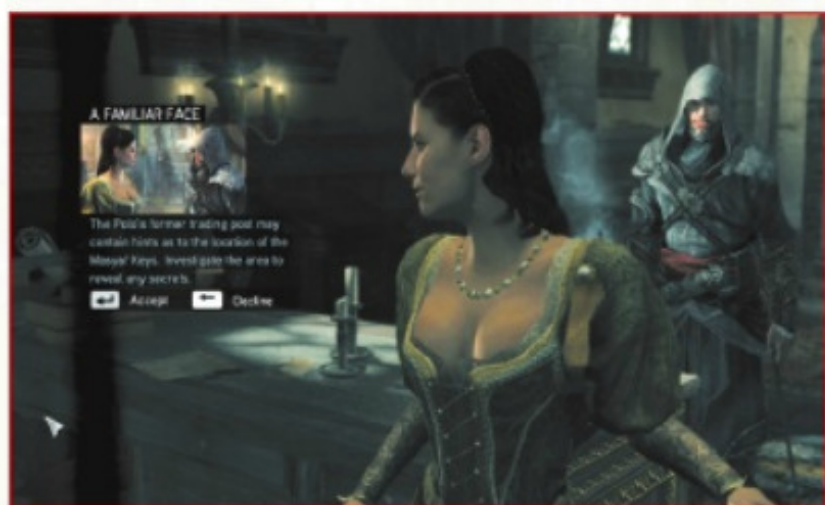 A FAMILIAR FACE
The Polo's former trading post may
contain hints as to the location of the
Masyaf Keys. Investigate the area to
reveal any secrets.
Accept Decline